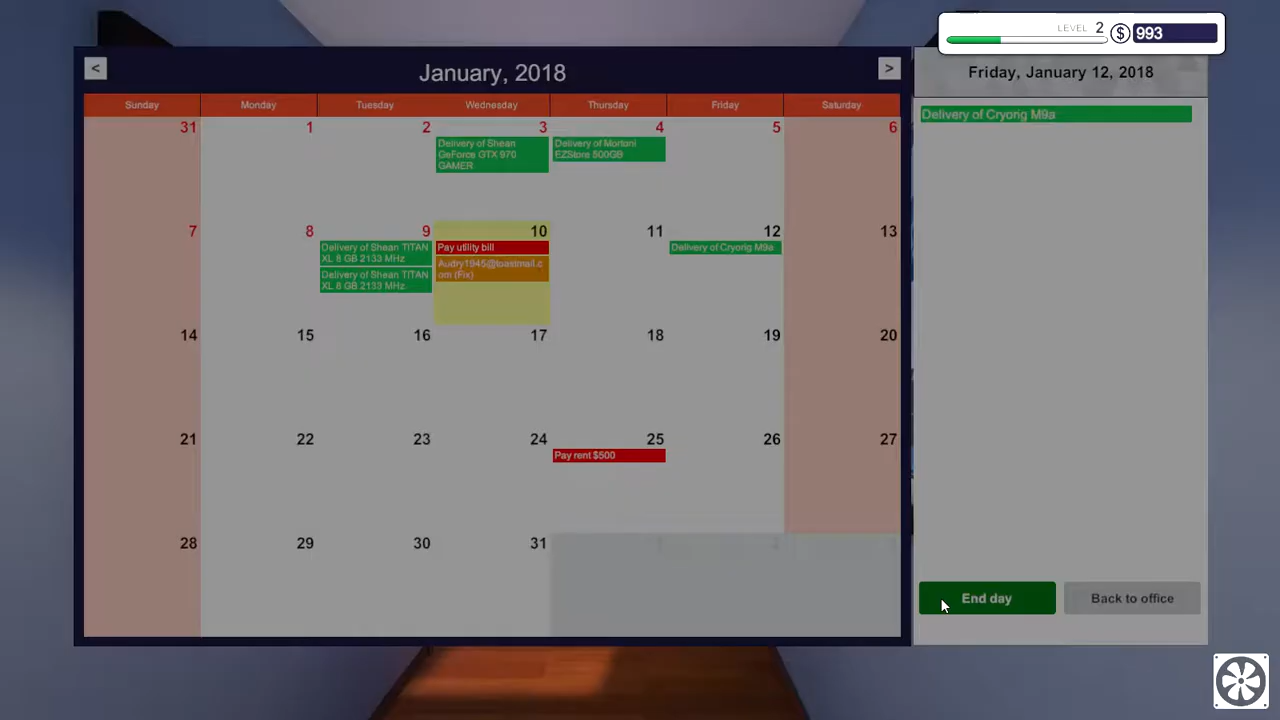 LEVEL 2
$ 993
< January, 2018 >
Friday, January 12, 2018
Sunday Monday Tuesday Wednesday Thursday Friday Saturday
Delivery of Cryorig M9a
31 1 2 3 4 5 6
Delivery of Shean
GeForce GTX 970
GAMER
Delivery of Mortoni
EZStore 500GB
7 8 9 10 11 12 13
Delivery of Shean TITAN
XL 8 GB 2133 MHz
Delivery of Shean TITAN
XL 8 GB 2133 MHz
Pay utility bill
Audry1945@toastmail.c
om (Fix)
Delivery of Cryorig M9a
14 15 16 17 18 19 20
21 22 23 24 25 26 27
Pay rent $500
28 29 30 31 1 2
End day
Back to office